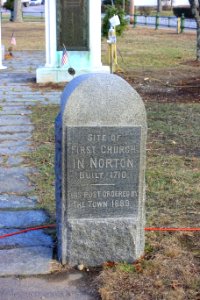 SITE OF
FIRST CHURCH
IN NORTON
BUILT 1710.
THIS POST ORDERED BY
THE TOWN 1889.